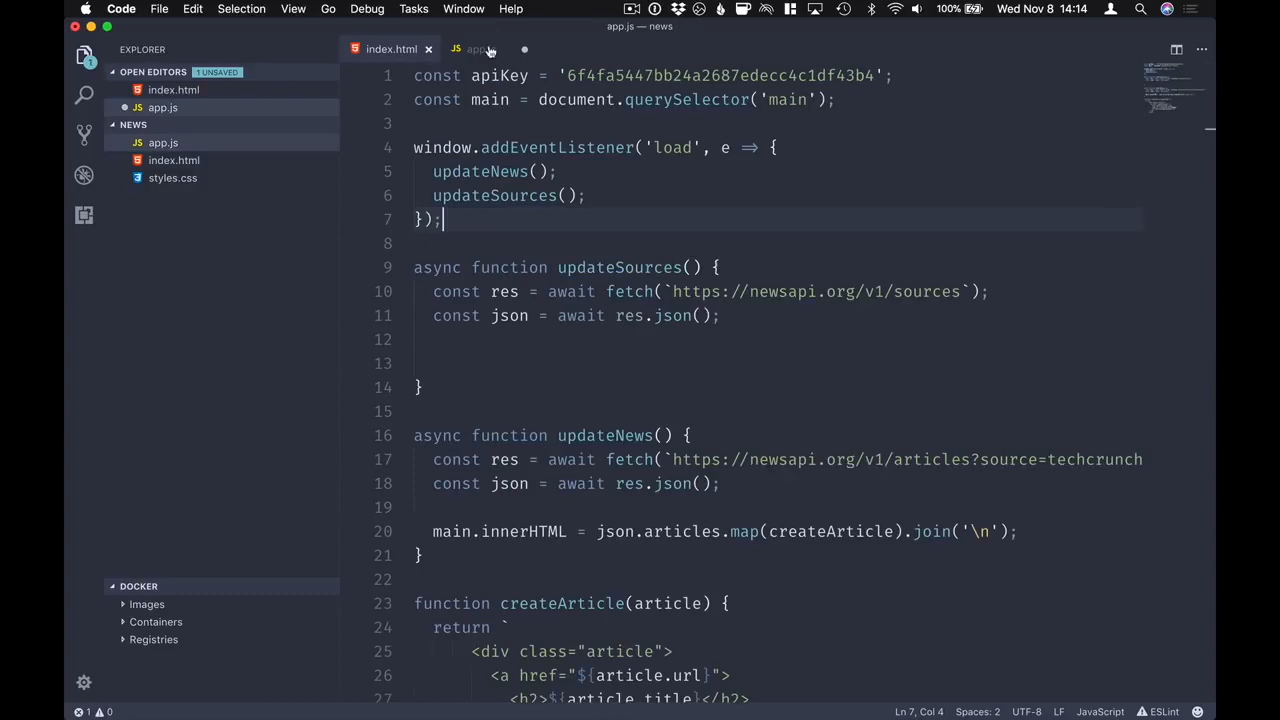 Code File Edit Selection View Go Debug Tasks Window Help 100% Wed Nov 8 14:14
app.js — news
EXPLORER
OPEN EDITORS 1 UNSAVED
index.html
app.js
NEWS
app.js
index.html
styles.css
DOCKER
Images
Containers
Registries
index.html
1 const apiKey = '6f4fa5447bb24a2687edecc4c1df43b4';
2 const main = document.querySelector('main');
3
4 window.addEventListener('load', e => {
5 updateNews();
6 updateSources();
7 });
8
9 async function updateSources() {
10 const res = await fetch(`https://newsapi.org/v1/sources`);
11 const json = await res.json();
12
13
14 }
15
16 async function updateNews() {
17 const res = await fetch(`https://newsapi.org/v1/articles?source=techcrunch
18 const json = await res.json();
19
20 main.innerHTML = json.articles.map(createArticle).join('\n');
21 }
22
23 function createArticle(article) {
24 return `
25 <div class="article">
26 <a href="${article.url}">
27 <h2>${article.title}</h2>
1 0
Ln 7, Col 4 Spaces: 2 UTF-8 LF JavaScript ESLint